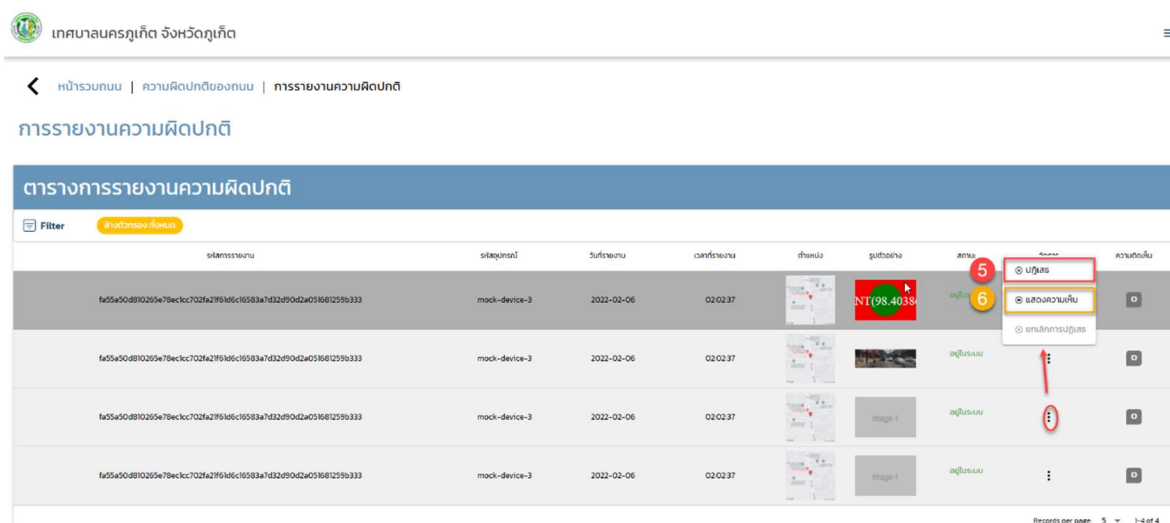 เทศบาลนครภูเก็ต จังหวัดภูเก็ต
หน้ารวมถนน | ความผิดปกติของถนน | การรายงานความผิดปกติ
การรายงานความผิดปกติ
ตารางการรายงานความผิดปกติ
Filter ล้างตัวกรอง ทั้งหมด
รหัสการรายงาน รหัสอุปกรณ์ วันที่รายงาน เวลาที่รายงาน ตำแหน่ง รูปตัวอย่าง สถานะ จัดการ ความคิดเห็น
5 ปฏิเสธ
fa55a50d810265e78ec1cc702fa21f61d6c16583a7d32d90d2a051681259b333 mock-device-3 2022-02-06 02:02:37 NT(98.4038 6 แสดงความเห็น 0
ยกเลิกการปฏิเสธ
fa55a50d810265e78ec1cc702fa21f61d6c16583a7d32d90d2a051681259b333 mock-device-3 2022-02-06 02:02:37 อยู่ในระบบ 0
fa55a50d810265e78ec1cc702fa21f61d6c16583a7d32d90d2a051681259b333 mock-device-3 2022-02-06 02:02:37 Image-1 อยู่ในระบบ 0
fa55a50d810265e78ec1cc702fa21f61d6c16583a7d32d90d2a051681259b333 mock-device-3 2022-02-06 02:02:37 Image-1 อยู่ในระบบ 0
Records per page 5 1-4 of 4